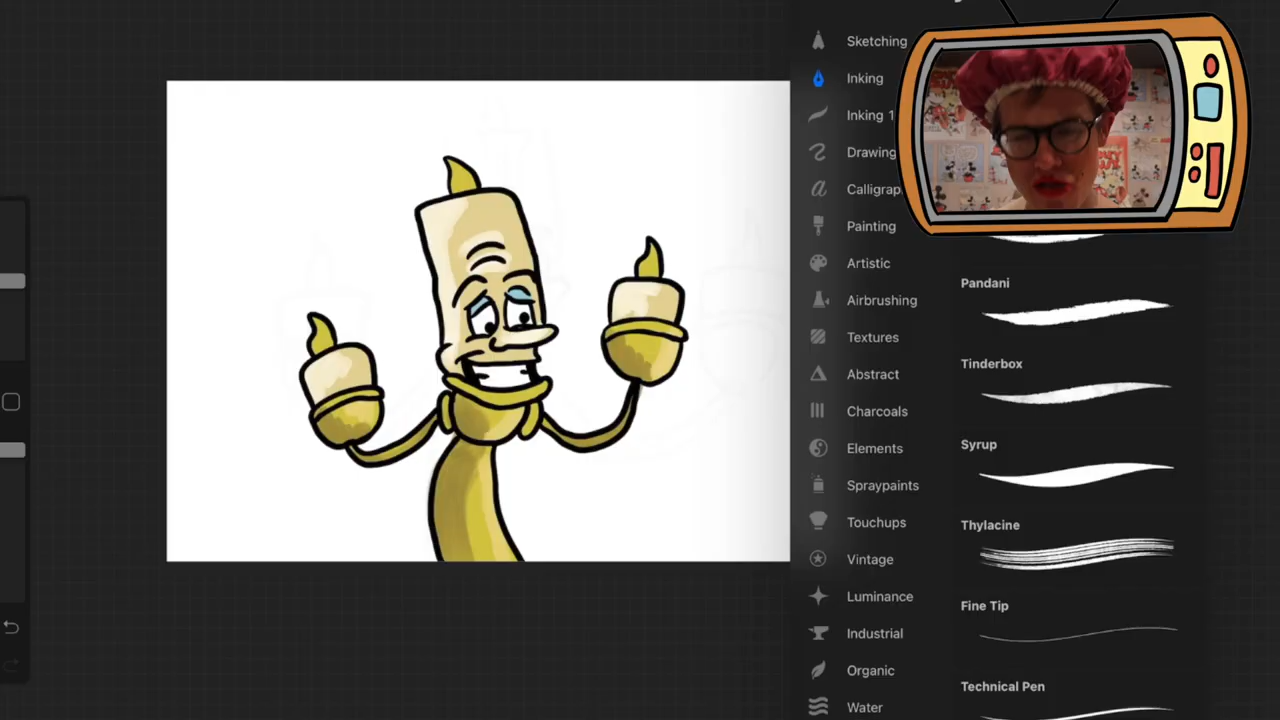 Sketching
Inking
Inking 1
Drawing
Calligrap
Painting
Artistic
Airbrushing
Textures
Abstract
Charcoals
Elements
Spraypaints
Touchups
Vintage
Luminance
Industrial
Organic
Water
Pandani
Tinderbox
Syrup
Thylacine
Fine Tip
Technical Pen